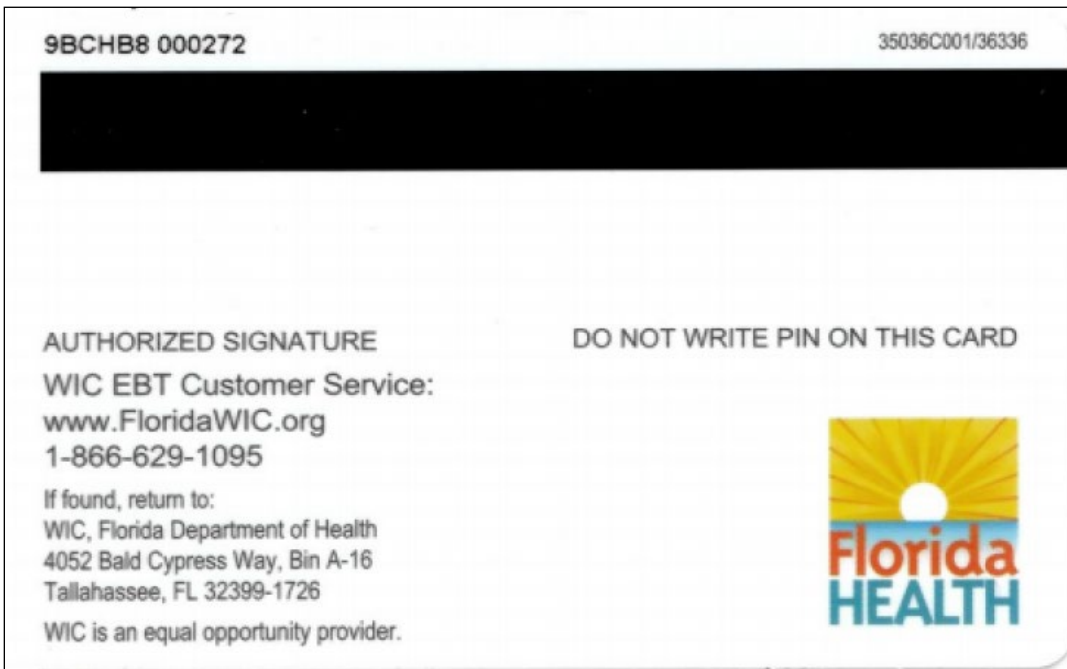 9BCHB8 000272
35036C001/36336
AUTHORIZED SIGNATURE
DO NOT WRITE PIN ON THIS CARD
WIC EBT Customer Service:
www.FloridaWIC.org
1-866-629-1095
If found, return to:
WIC, Florida Department of Health
4052 Bald Cypress Way, Bin A-16
Tallahassee, FL 32399-1726
WIC is an equal opportunity provider.
Florida
HEALTH